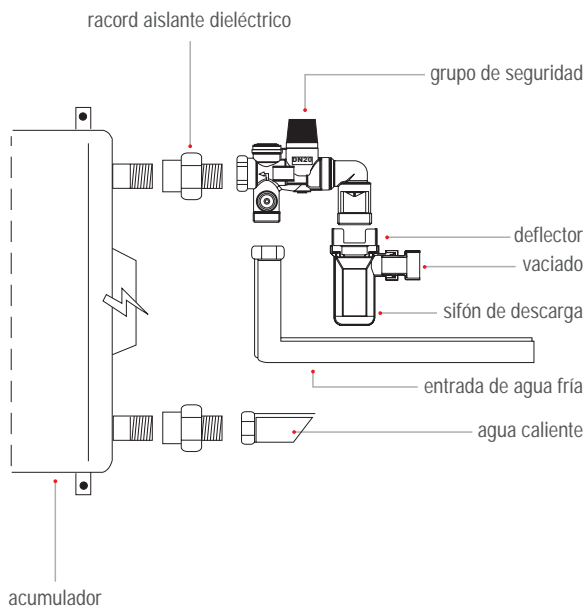 racord aislante dieléctrico
grupo de seguridad
DN20
deflector
vaciado
sifón de descarga
entrada de agua fría
agua caliente
acumulador